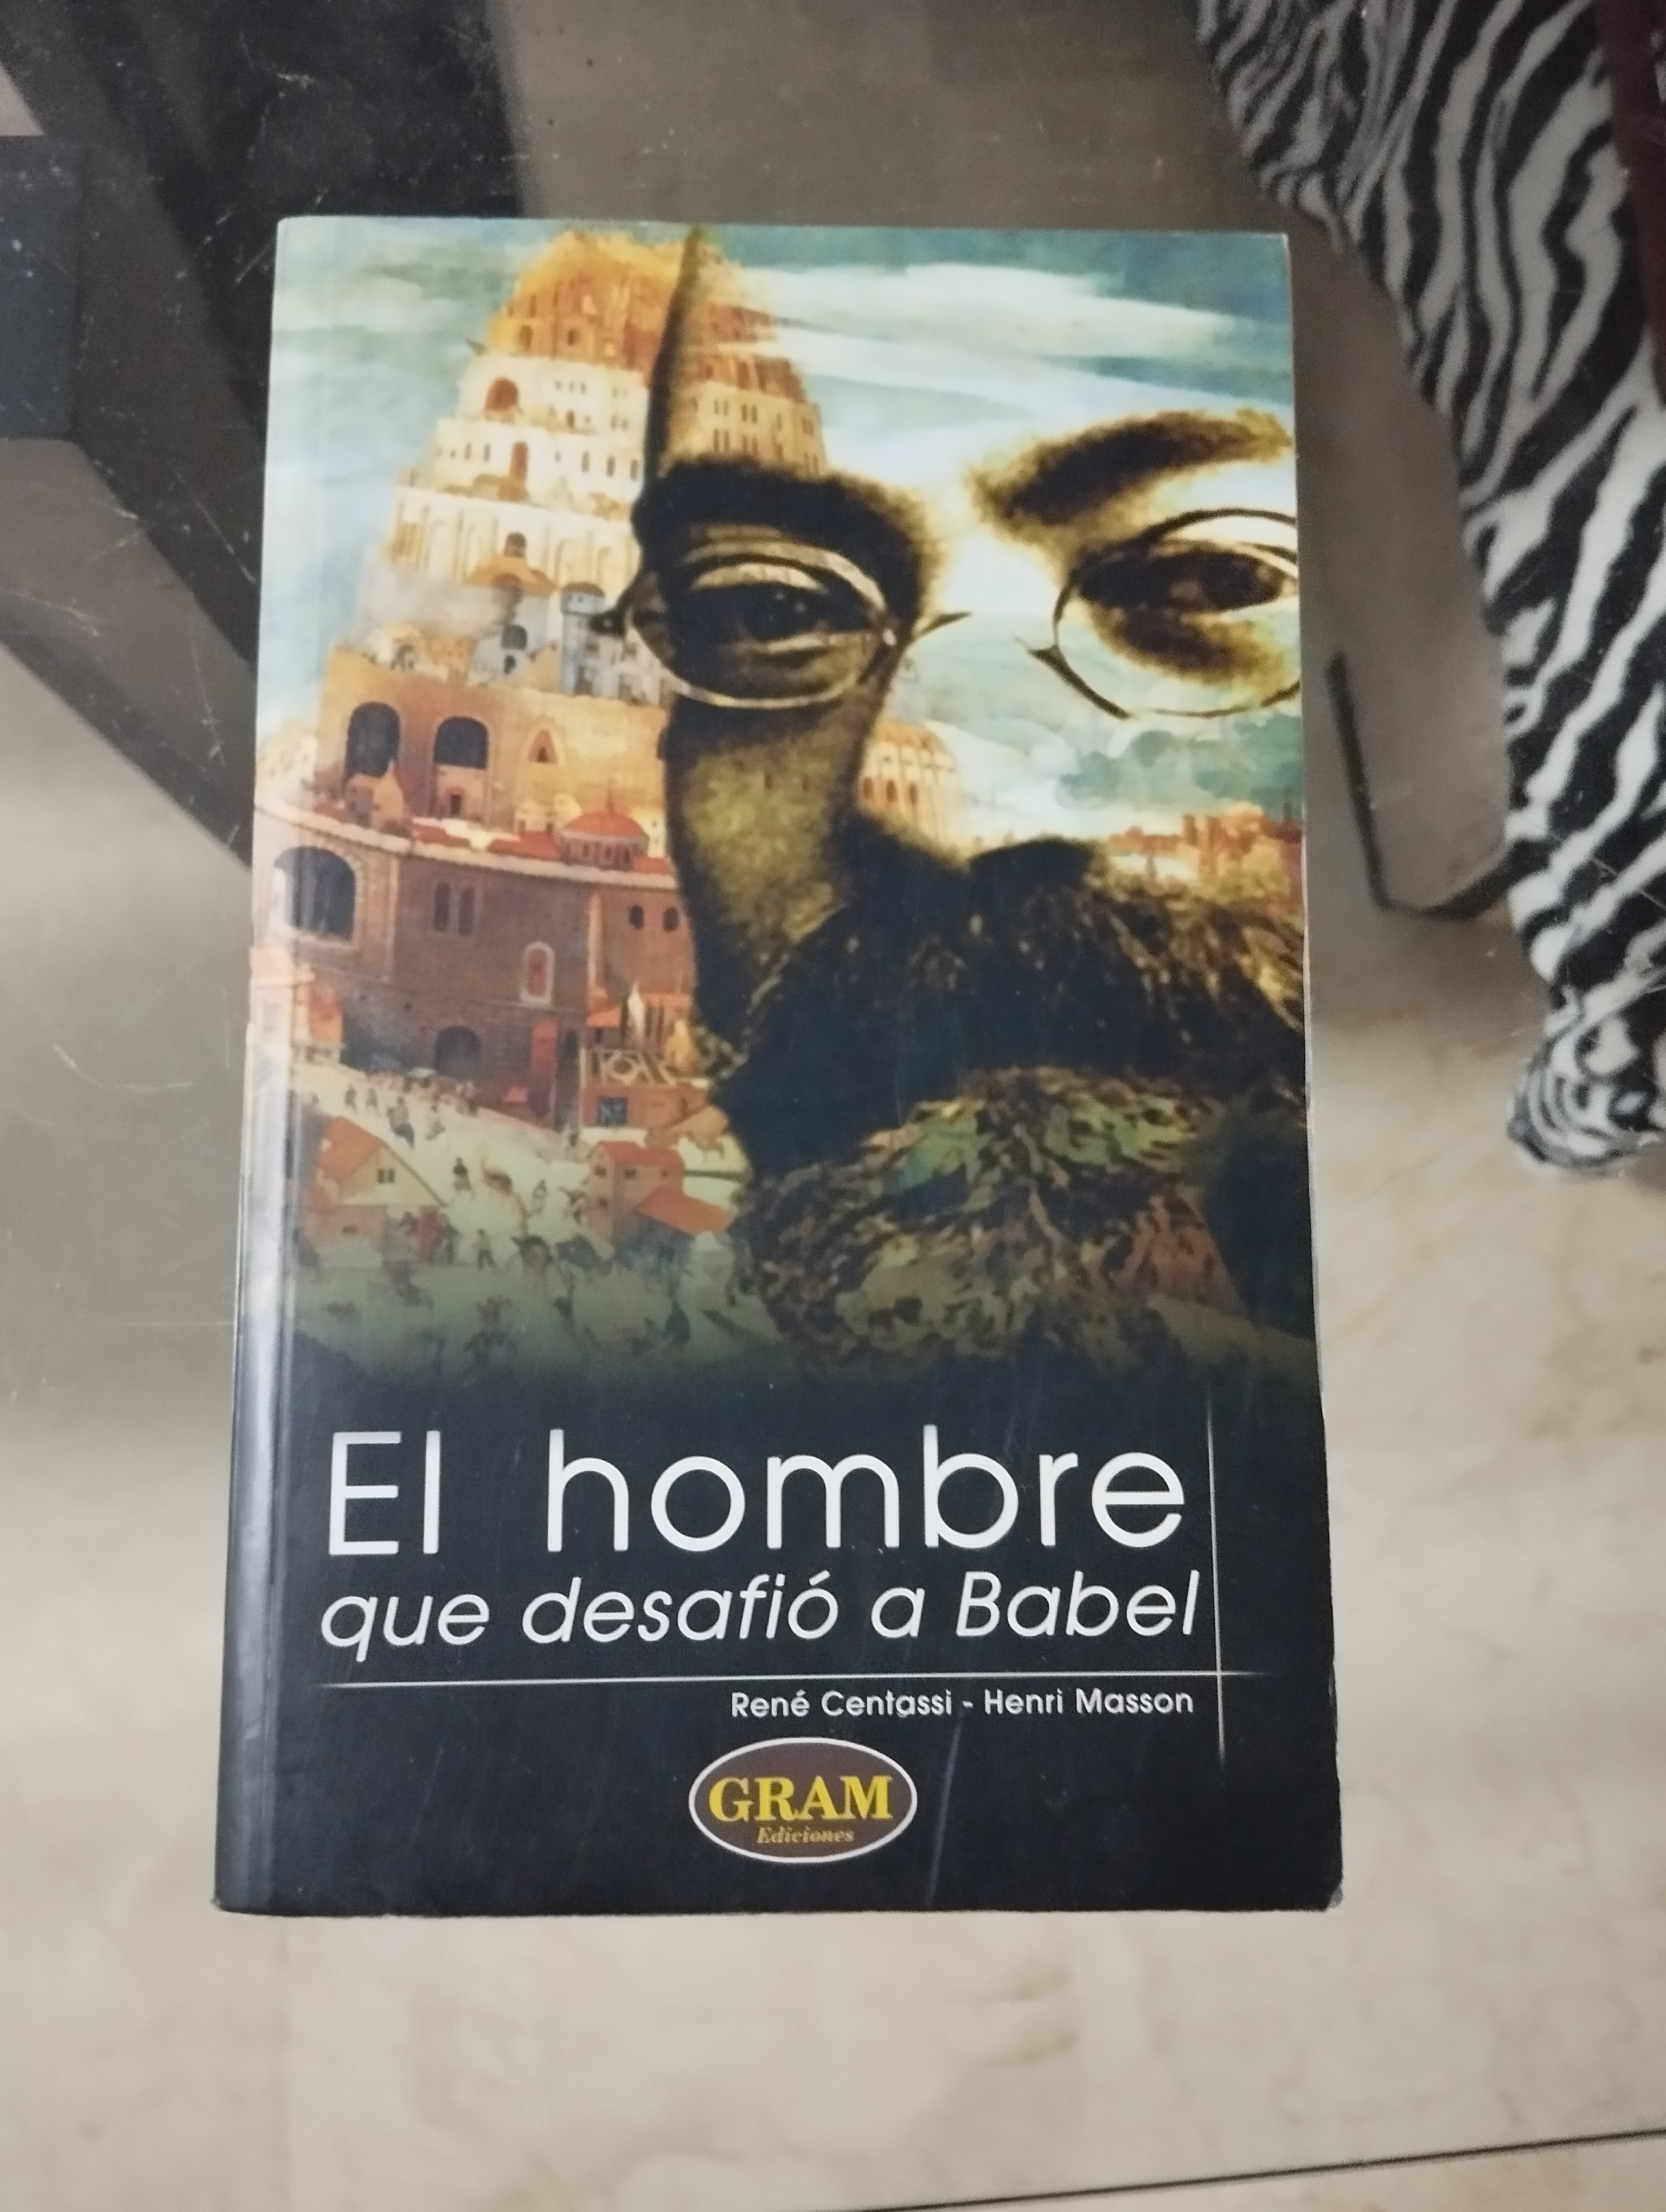 El hombre
que desafió a Babel
René Centassi - Henri Masson
GRAM
Ediciones